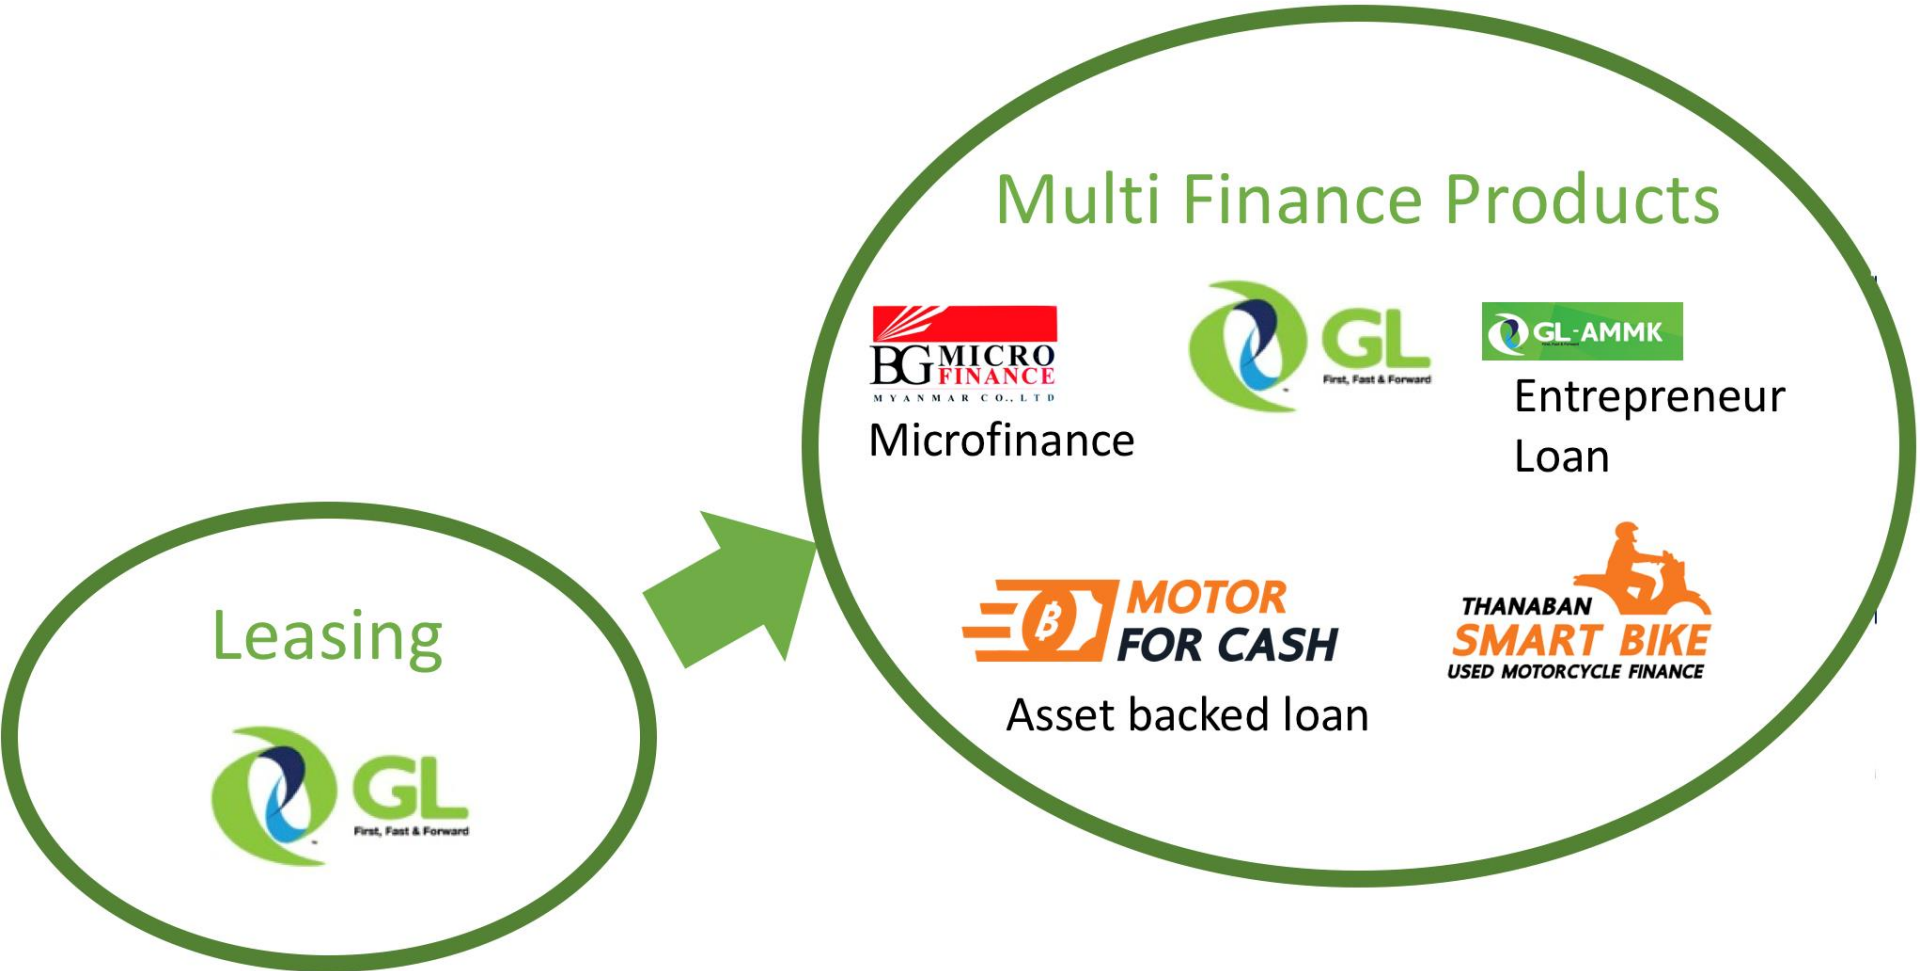 Multi Finance Products
BG MICRO FINANCE
MYANMAR CO., LTD
Microfinance
GL
First, Fast & Forward
GL-AMMK
Entrepreneur
Loan
MOTOR
FOR CASH
Asset backed loan
THANABAN
SMART BIKE
USED MOTORCYCLE FINANCE
Leasing
GL
First, Fast & Forward